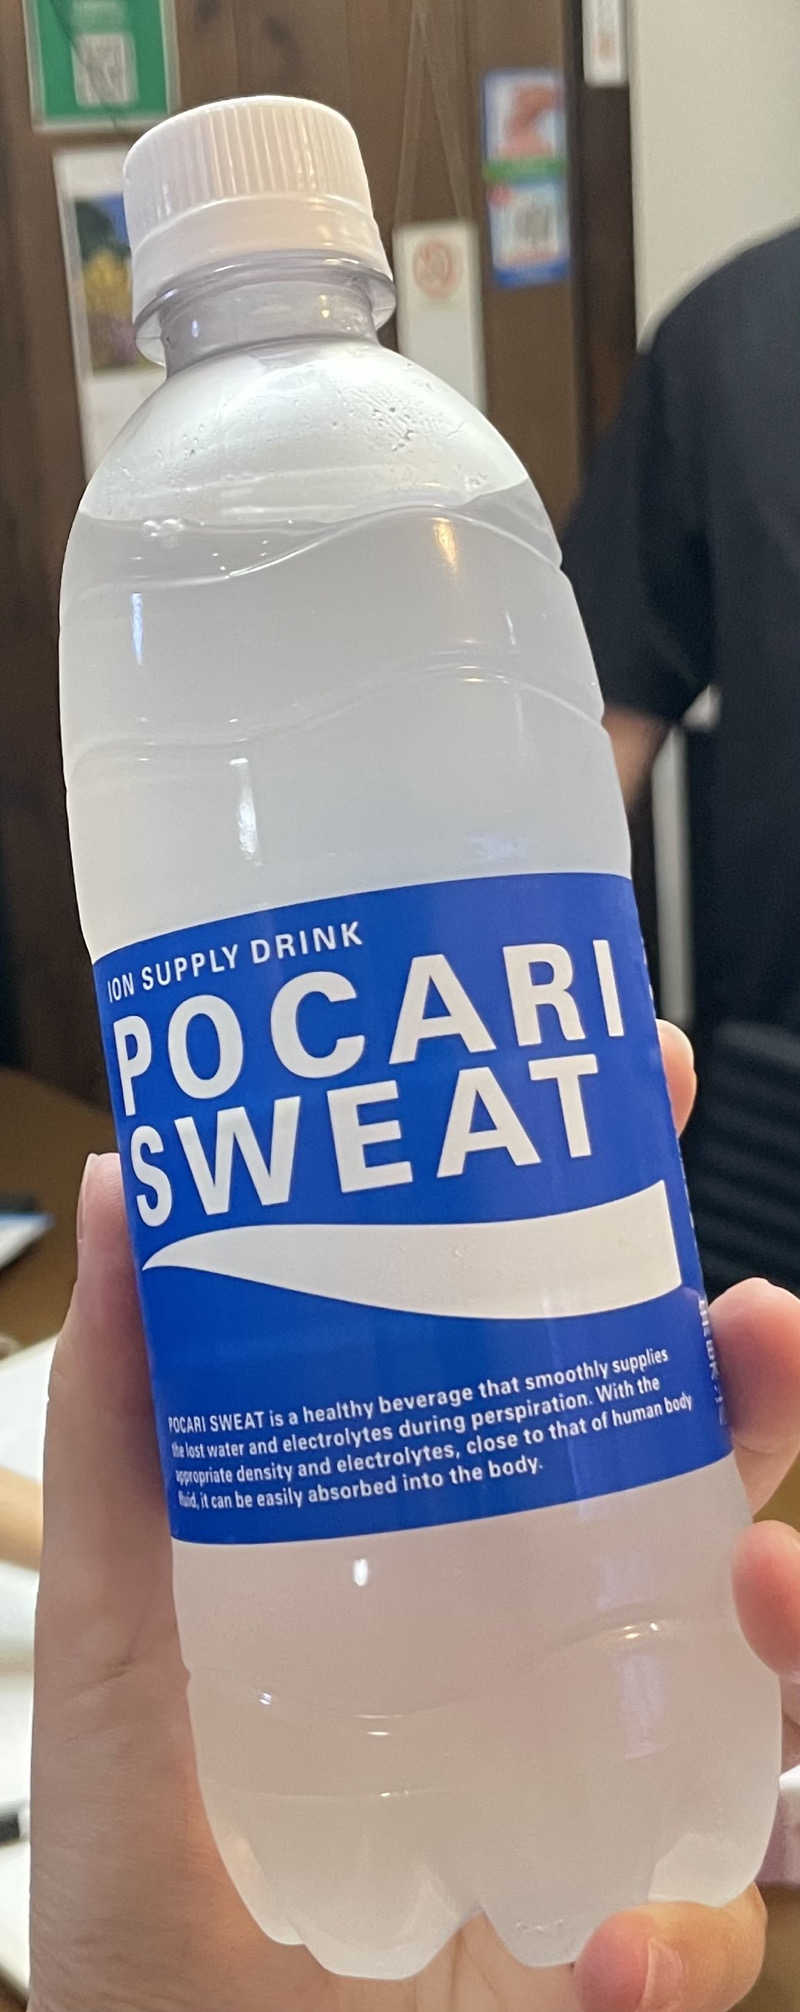 ION SUPPLY DRINK
POCARI
SWEAT
POCARI SWEAT is a healthy beverage that smoothly supplies
the lost water and electrolytes during perspiration. With the
appropriate density and electrolytes, close to that of human body
fluid, it can be easily absorbed into the body.